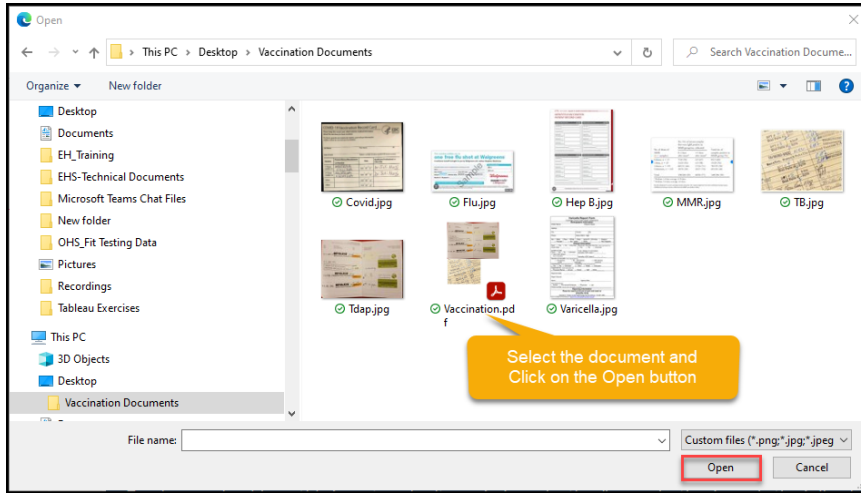 Open
This PC > Desktop > Vaccination Documents
Search Vaccination Docume...
Organize
New folder
Desktop
Documents
EH_Training
EHS-Technical Documents
Microsoft Teams Chat Files
New folder
OHS_Fit Testing Data
Pictures
Recordings
Tableau Exercises
This PC
3D Objects
Desktop
Vaccination Documents
Covid.jpg
Flu.jpg
Hep B.jpg
MMR.jpg
TB.jpg
Tdap.jpg
Vaccination.pd
f
Varicella.jpg
Select the document and
Click on the Open button
File name:
Custom files (*.png;*.jpg;*.jpeg
Open
Cancel